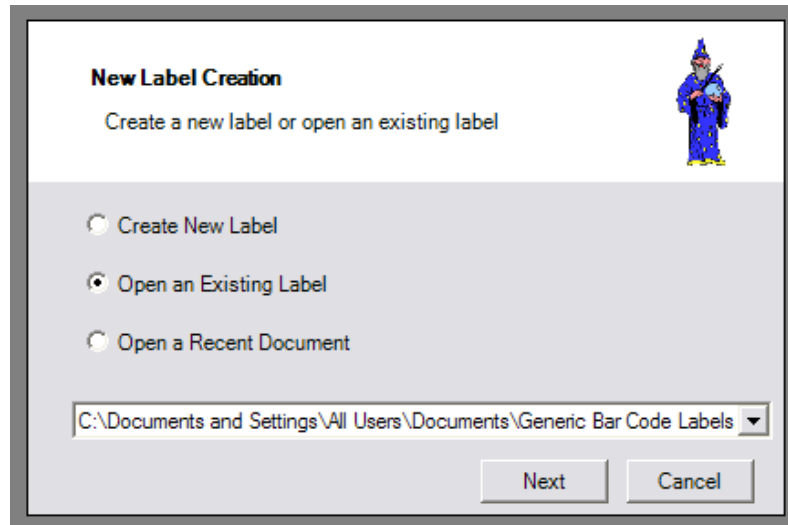 New Label Creation
Create a new label or open an existing label
Create New Label
Open an Existing Label
Open a Recent Document
C:\Documents and Settings\All Users\Documents\Generic Bar Code Labels
Next Cancel